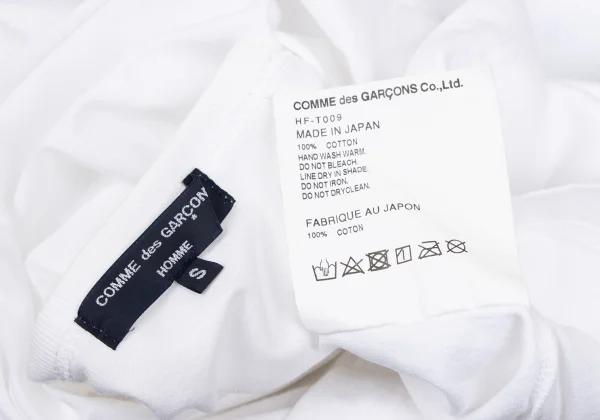 COMME des GARÇONS Co.,Ltd.
HF-T009
MADE IN JAPAN
100% COTTON
HAND WASH WARM.
DO NOT BLEACH.
LINE DRY IN SHADE.
DO NOT IRON.
DO NOT DRYCLEAN.
FABRIQUE AU JAPON
100% COTON
COMME des GARÇON
HOMME
S